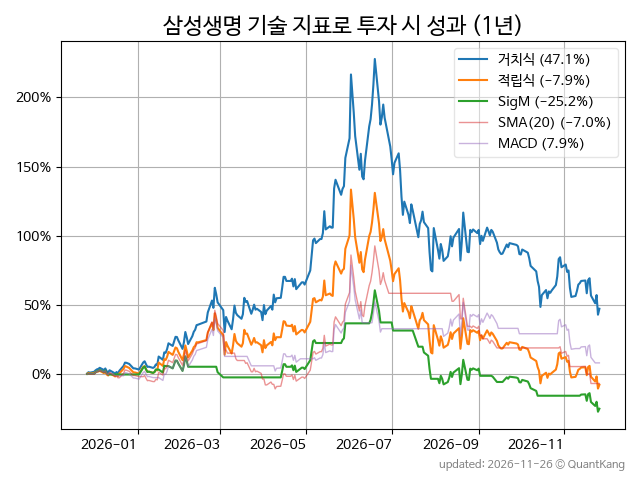 삼성생명 기술 지표로 투자 시 성과 (1년)
거치식 (47.1%)
적립식 (−7.9%)
SigM (−25.2%)
SMA(20) (−7.0%)
MACD (7.9%)
200%
150%
100%
50%
0%
2026-01 2026-03 2026-05 2026-07 2026-09 2026-11
updated: 2026-11-26 © QuantKang